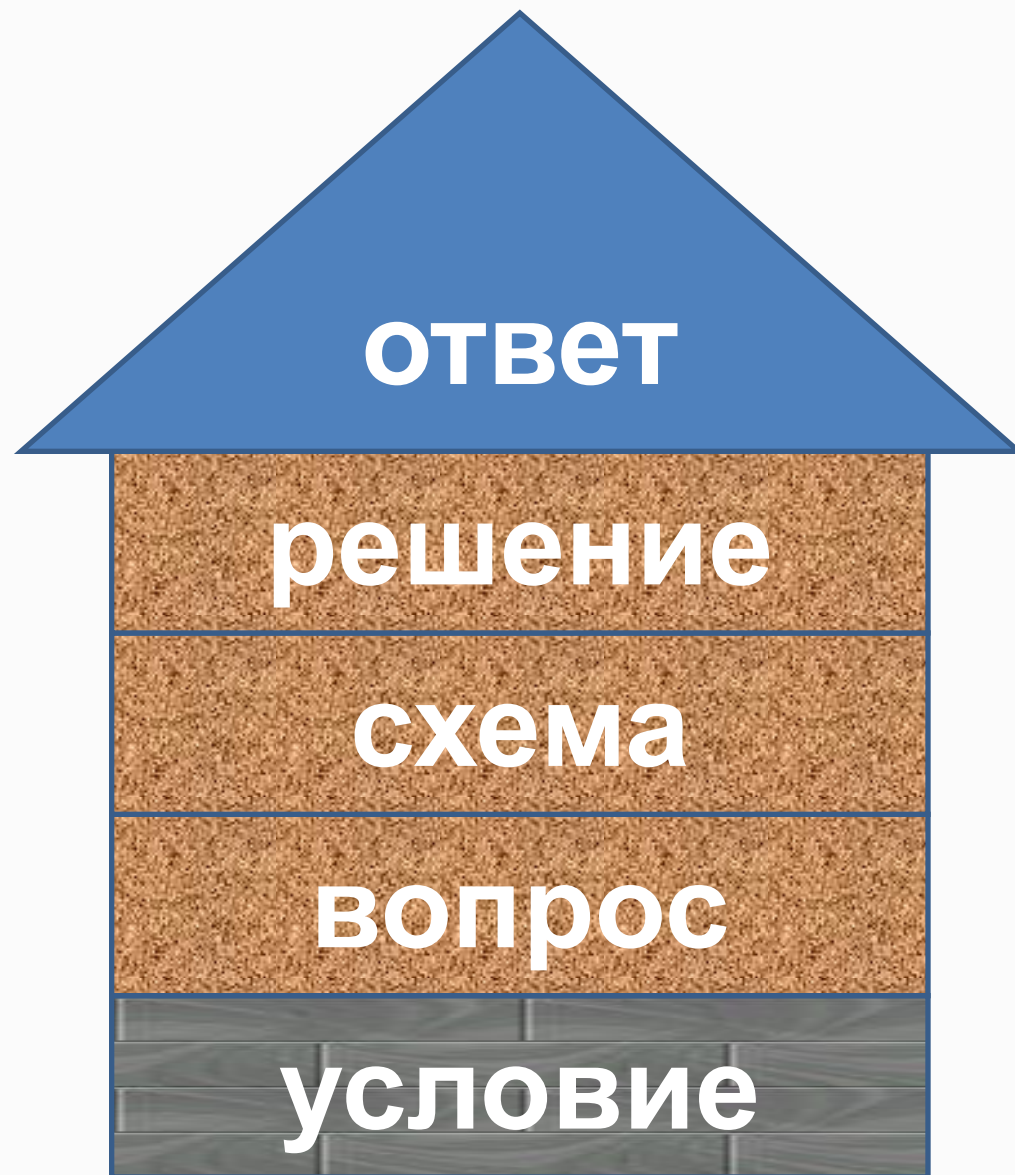 ответ
решение
схема
вопрос
условие